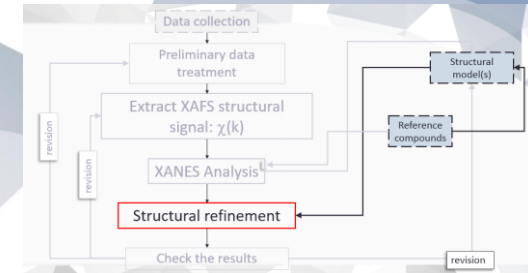 Data collection
Preliminary data
treatment
Structural
model(s)
Extract XAFS structural
signal: χ(k)
Reference
compounds
revision
revision
XANES Analysis
Structural refinement
Check the results
revision